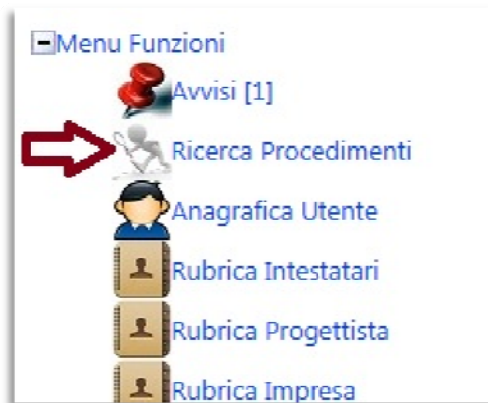 Menu Funzioni
Avvisi [1]
Ricerca Procedimenti
Anagrafica Utente
Rubrica Intestatari
Rubrica Progettista
Rubrica Impresa